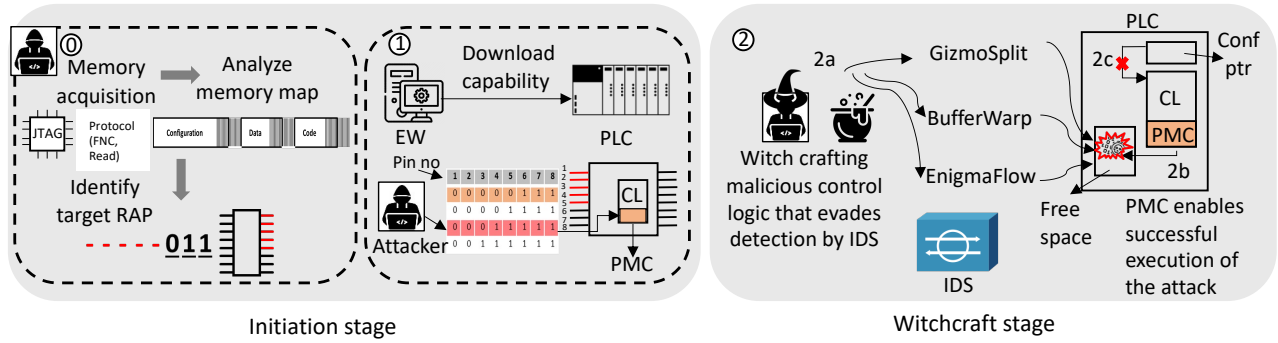 0
Memory
acquisition
Analyze
memory map
JTAG
Protocol
(FNC,
Read)
Configuration
Data
Code
Identify
target RAP
011
1
Download
capability
EW
PLC
Pin no
1 2 3 4 5 6 7 8
0 0 0 0 0 1 1 1
0 0 0 0 1 1 1 1
0 0 0 1 1 1 1 1
0 0 1 1 1 1 1 1
Attacker
1
2
3
4
5
6
7
8
CL
PMC
Initiation stage
2
2a
GizmoSplit
BufferWarp
EnigmaFlow
Witch crafting
malicious control
logic that evades
detection by IDS
IDS
PLC
Conf
ptr
2c
CL
PMC
2b
Free
space
PMC enables
successful
execution of
the attack
Witchcraft stage